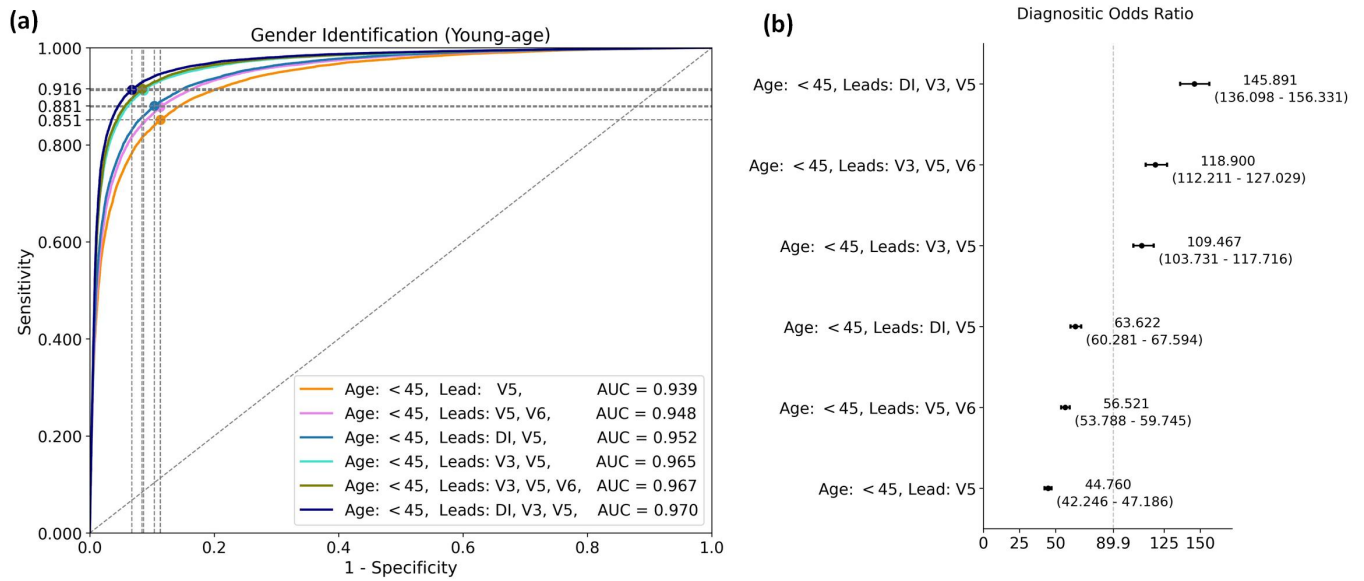 (a)
Gender Identification (Young-age)
1.000
0.916
0.881
0.851
0.800
0.600
0.400
0.200
0.000
Sensitivity
0.0 0.2 0.4 0.6 0.8 1.0
1 - Specificity
Age: < 45, Lead: V5, AUC = 0.939
Age: < 45, Leads: V5, V6, AUC = 0.948
Age: < 45, Leads: DI, V5, AUC = 0.952
Age: < 45, Leads: V3, V5, AUC = 0.965
Age: < 45, Leads: V3, V5, V6, AUC = 0.967
Age: < 45, Leads: DI, V3, V5, AUC = 0.970
(b)
Diagnositic Odds Ratio
Age: < 45, Leads: DI, V3, V5
145.891
(136.098 - 156.331)
Age: < 45, Leads: V3, V5, V6
118.900
(112.211 - 127.029)
Age: < 45, Leads: V3, V5
109.467
(103.731 - 117.716)
Age: < 45, Leads: DI, V5
63.622
(60.281 - 67.594)
Age: < 45, Leads: V5, V6
56.521
(53.788 - 59.745)
Age: < 45, Lead: V5
44.760
(42.246 - 47.186)
0 25 50 89.9 125 150